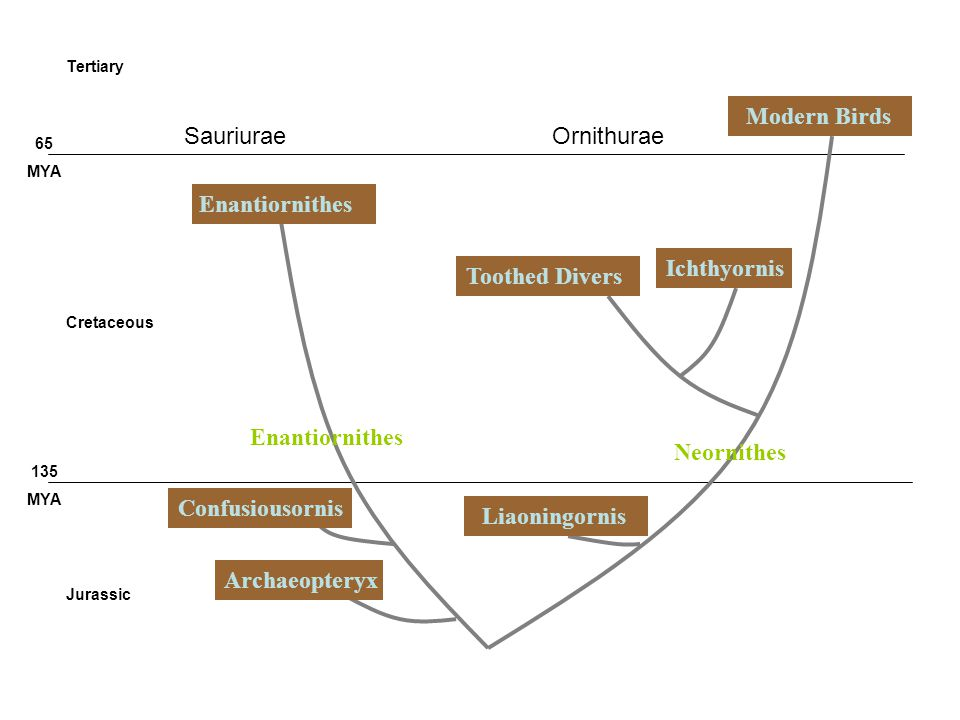 Tertiary
Modern Birds
Sauriurae
Ornithurae
65
MYA
Enantiornithes
Ichthyornis
Toothed Divers
Cretaceous
Enantiornithes
Neornithes
135
MYA
Confusiousornis
Liaoningornis
Archaeopteryx
Jurassic